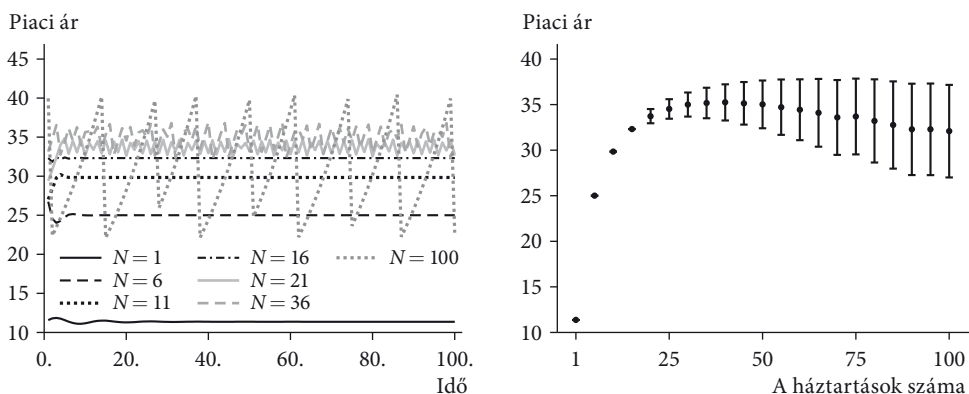 Piaci ár
45
40
35
30
25
20
15
10
0. 20. 40. 60. 80. 100.
Idő
N = 1 N = 16 N = 100
N = 6 N = 21
N = 11 N = 36
Piaci ár
40
35
30
25
20
15
10
1 25 50 75 100
A háztartások száma